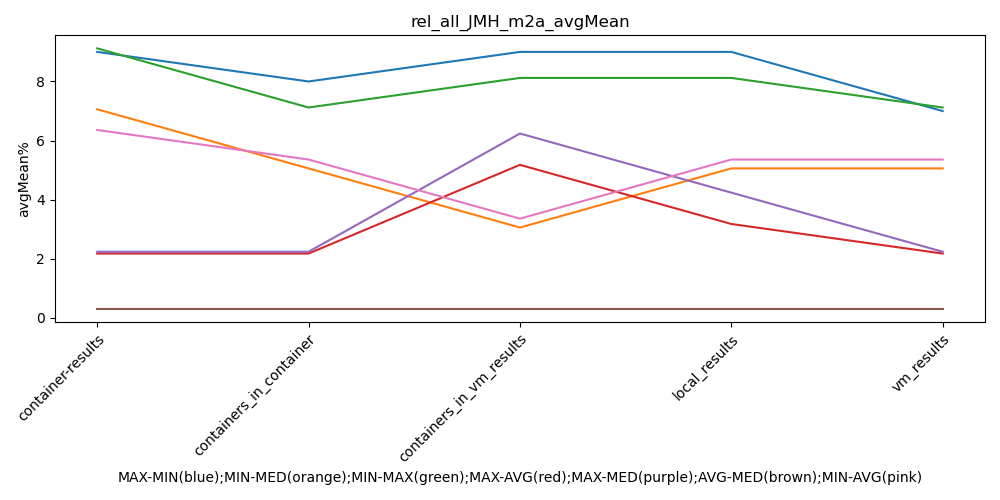 rel_all_JMH_m2a_avgMean
avgMean%
8
6
4
2
0
container-results
containers_in_container
containers_in_vm_results
local_results
vm_results
MAX-MIN(blue);MIN-MED(orange);MIN-MAX(green);MAX-AVG(red);MAX-MED(purple);AVG-MED(brown);MIN-AVG(pink)